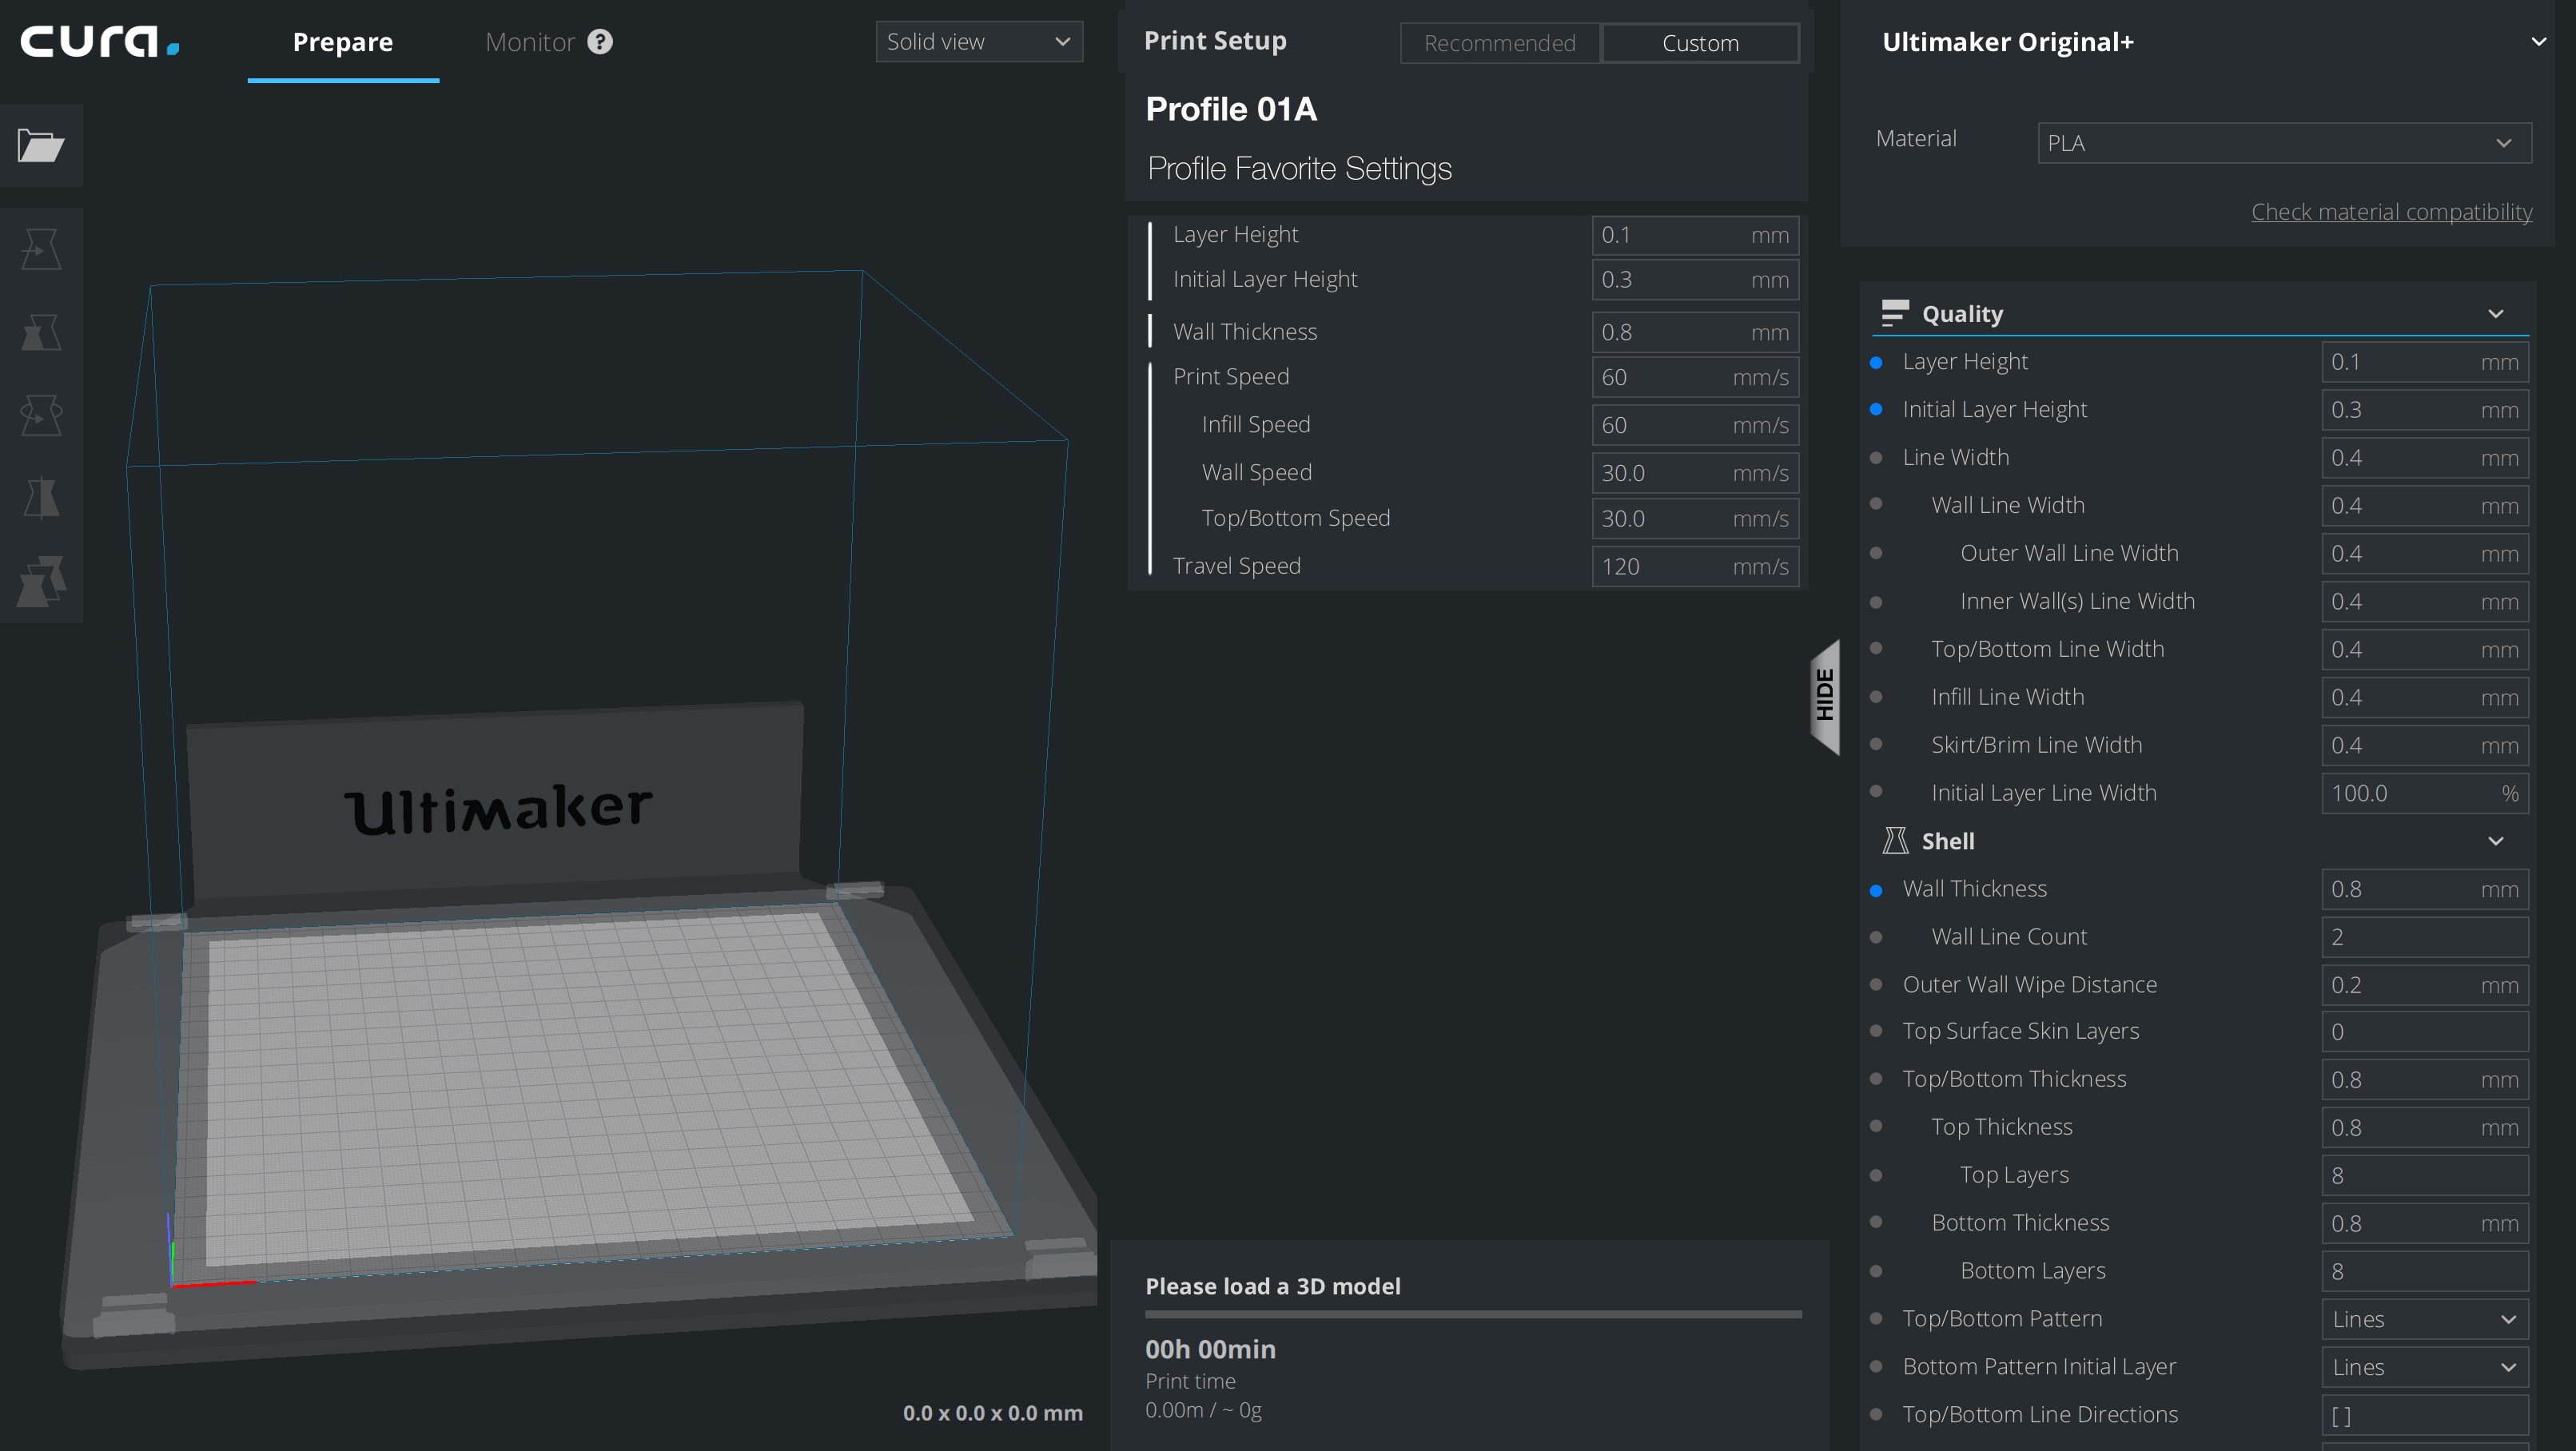 cura.
Prepare
Monitor ?
Solid view
Print Setup
Recommended
Custom
Profile 01A
Profile Favorite Settings
Layer Height 0.1 mm
Initial Layer Height 0.3 mm
Wall Thickness 0.8 mm
Print Speed 60 mm/s
Infill Speed 60 mm/s
Wall Speed 30.0 mm/s
Top/Bottom Speed 30.0 mm/s
Travel Speed 120 mm/s
HIDE
Ultimaker
0.0 x 0.0 x 0.0 mm
Please load a 3D model
00h 00min
Print time
0.00m / ~ 0g
Ultimaker Original+
Material PLA
Check material compatibility
Quality
Layer Height 0.1 mm
Initial Layer Height 0.3 mm
Line Width 0.4 mm
Wall Line Width 0.4 mm
Outer Wall Line Width 0.4 mm
Inner Wall(s) Line Width 0.4 mm
Top/Bottom Line Width 0.4 mm
Infill Line Width 0.4 mm
Skirt/Brim Line Width 0.4 mm
Initial Layer Line Width 100.0 %
Shell
Wall Thickness 0.8 mm
Wall Line Count 2
Outer Wall Wipe Distance 0.2 mm
Top Surface Skin Layers 0
Top/Bottom Thickness 0.8 mm
Top Thickness 0.8 mm
Top Layers 8
Bottom Thickness 0.8 mm
Bottom Layers 8
Top/Bottom Pattern Lines
Bottom Pattern Initial Layer Lines
Top/Bottom Line Directions [ ]